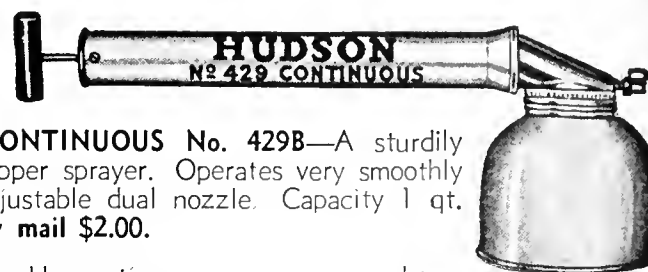 HUDSON
Nº 429 CONTINUOUS
ONTINUOUS No. 429B—A sturdily
pper sprayer. Operates very smoothly
justable dual nozzle. Capacity 1 qt.
mail $2.00.